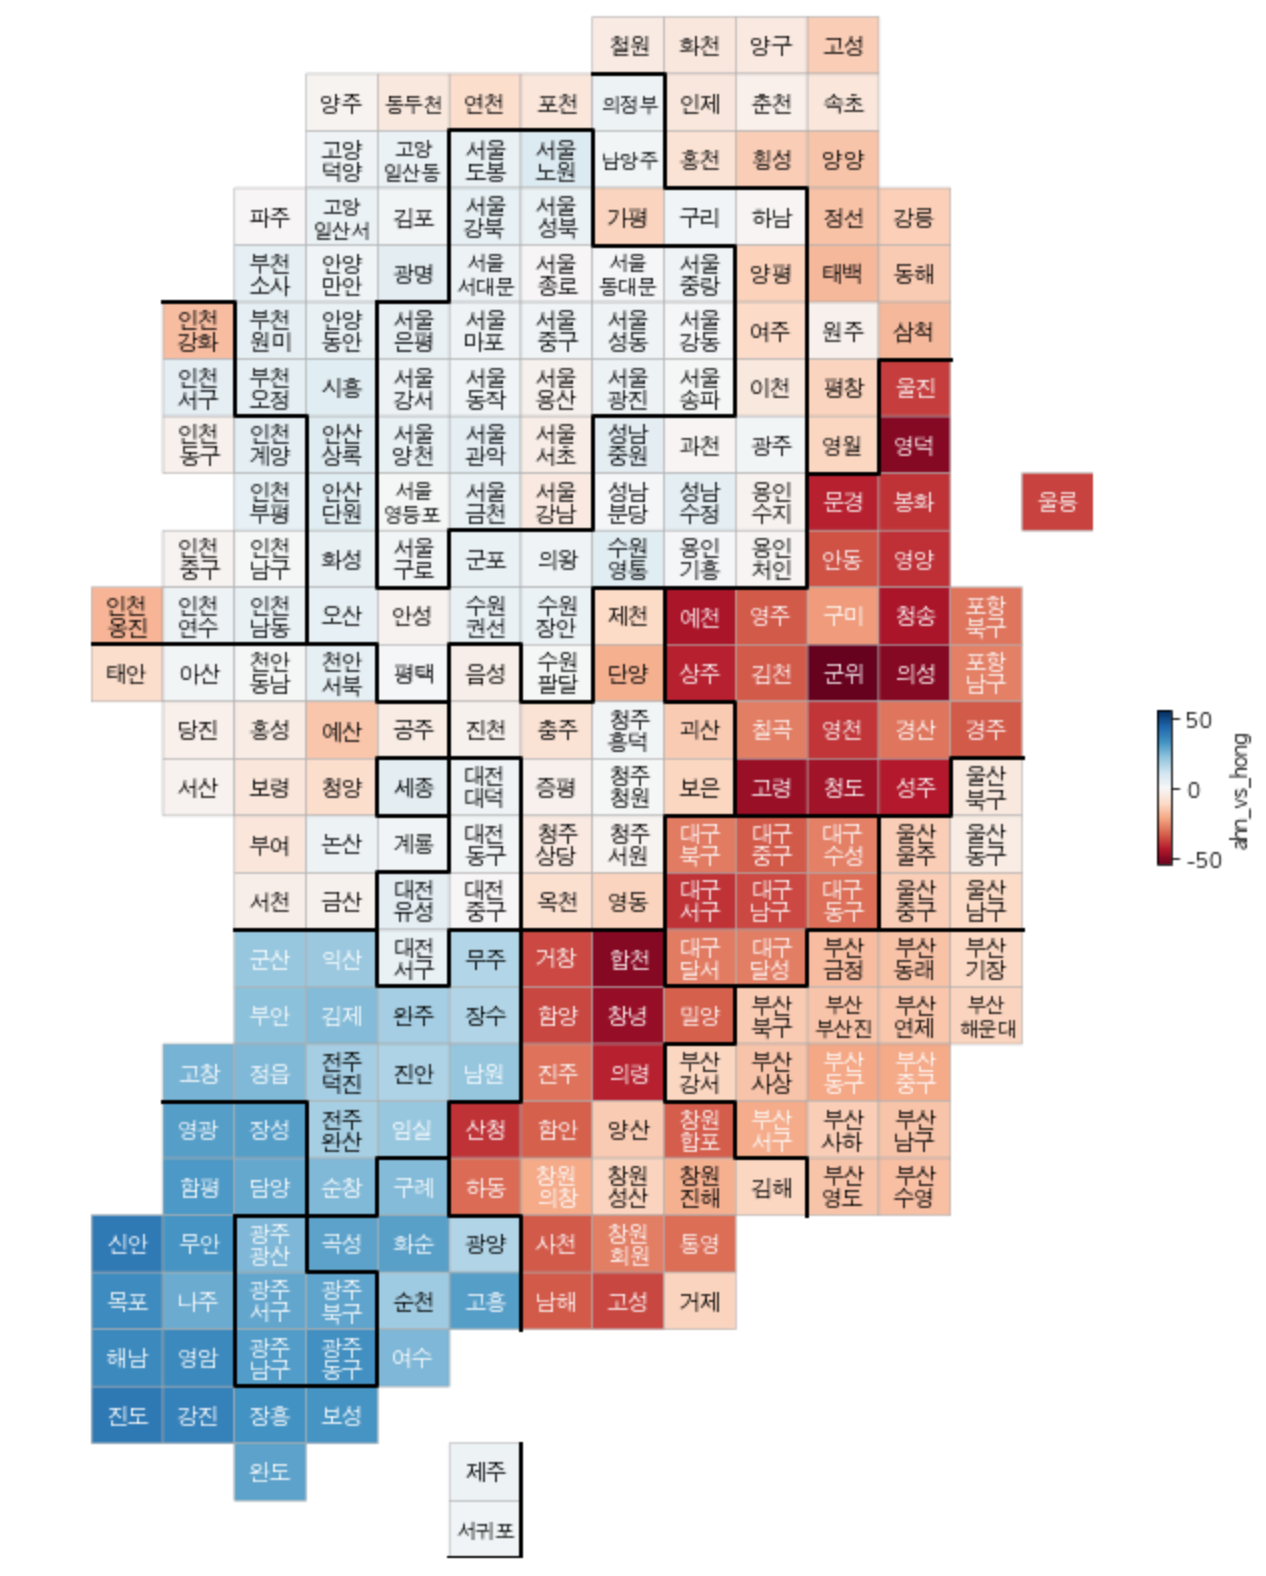 철원 화천 양구 고성
양주 동두천 연천 포천 의정부 인제 춘천 속초
고양 덕양 고양 일산동 서울 도봉 서울 노원 남양주 홍천 횡성 양양
파주 고양 일산서 김포 서울 강북 서울 성북 가평 구리 하남 정선 강릉
부천 소사 안양 만안 광명 서울 서대문 서울 종로 서울 동대문 서울 중랑 양평 태백 동해
인천 강화 부천 원미 안양 동안 서울 은평 서울 마포 서울 중구 서울 성동 서울 강동 여주 원주 삼척
인천 서구 부천 오정 시흥 서울 강서 서울 동작 서울 용산 서울 광진 서울 송파 이천 평창 울진
인천 동구 인천 계양 안산 상록 서울 양천 서울 관악 서울 서초 성남 중원 과천 광주 영월 영덕
인천 부평 안산 단원 서울 영등포 서울 금천 서울 강남 성남 분당 성남 수정 용인 수지 문경 봉화 울릉
인천 중구 인천 남구 화성 서울 구로 군포 의왕 수원 영통 용인 기흥 용인 처인 안동 영양
인천 옹진 인천 연수 인천 남동 오산 안성 수원 권선 수원 장안 제천 예천 영주 구미 청송 포항 북구
태안 아산 천안 동남 천안 서북 평택 음성 수원 팔달 단양 상주 김천 군위 의성 포항 남구
당진 홍성 예산 공주 진천 충주 청주 흥덕 괴산 칠곡 영천 경산 경주
서산 보령 청양 세종 대전 대덕 증평 청주 청원 보은 고령 청도 성주 울산 북구
부여 논산 계룡 대전 동구 청주 상당 청주 서원 대구 북구 대구 중구 대구 수성 울산 울주 울산 동구
서천 금산 대전 유성 대전 중구 옥천 영동 대구 서구 대구 남구 대구 동구 울산 중구 울산 남구
군산 익산 대전 서구 무주 거창 합천 대구 달서 대구 달성 부산 금정 부산 동래 부산 기장
부안 김제 완주 장수 함양 창녕 밀양 부산 북구 부산 부산진 부산 연제 부산 해운대
고창 정읍 전주 덕진 진안 남원 진주 의령 부산 강서 부산 사상 부산 동구 부산 중구
영광 장성 전주 완산 임실 산청 함안 양산 창원 합포 부산 서구 부산 사하 부산 남구
함평 담양 순창 구례 하동 창원 의창 창원 성산 창원 진해 김해 부산 영도 부산 수영
신안 무안 광주 광산 곡성 화순 광양 사천 창원 회원 통영
목포 나주 광주 서구 광주 북구 순천 고흥 남해 고성 거제
해남 영암 광주 남구 광주 동구 여수
진도 강진 장흥 보성
완도 제주
서귀포
50
0
-50
ahn_vs_hong